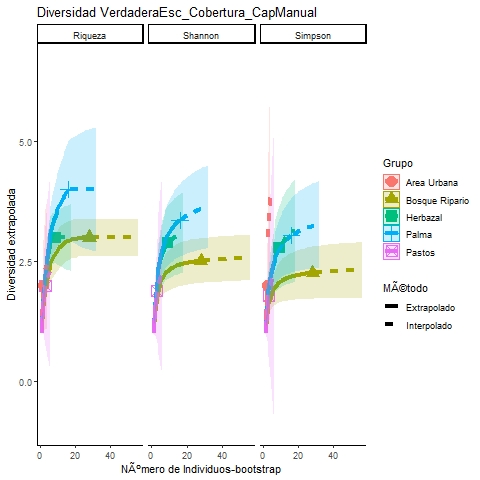 Diversidad VerdaderaEsc_Cobertura_CapManual
Riqueza
Shannon
Simpson
Diversidad extrapolada
5.0
2.5
0.0
0 20 40
0 20 40
0 20 40
NÃºmero de Individuos-bootstrap
Grupo
Area Urbana
Bosque Ripario
Herbazal
Palma
Pastos
MÃ©todo
Extrapolado
Interpolado